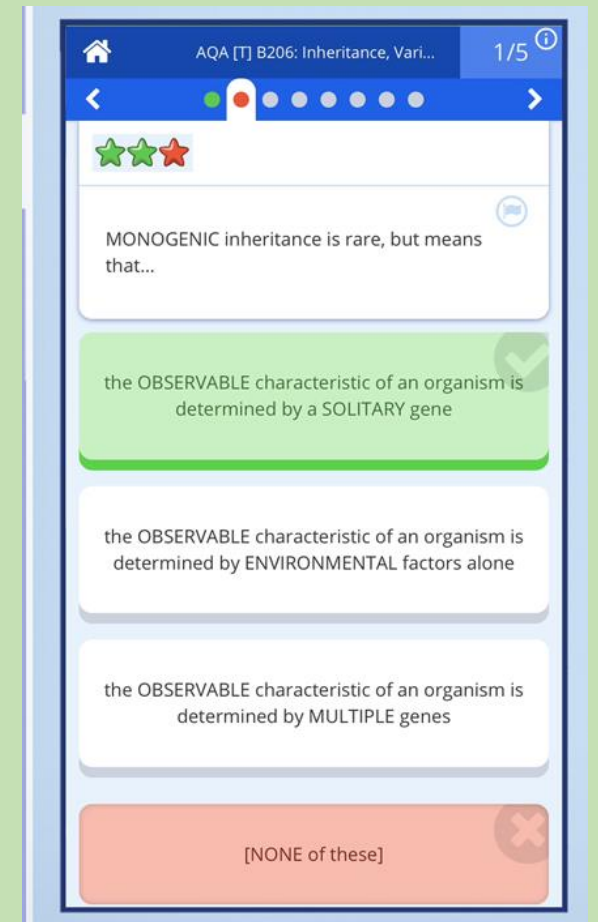 AQA [T] B206: Inheritance, Vari...
1/5
MONOGENIC inheritance is rare, but means
that...
the OBSERVABLE characteristic of an organism is
determined by a SOLITARY gene
the OBSERVABLE characteristic of an organism is
determined by ENVIRONMENTAL factors alone
the OBSERVABLE characteristic of an organism is
determined by MULTIPLE genes
[NONE of these]